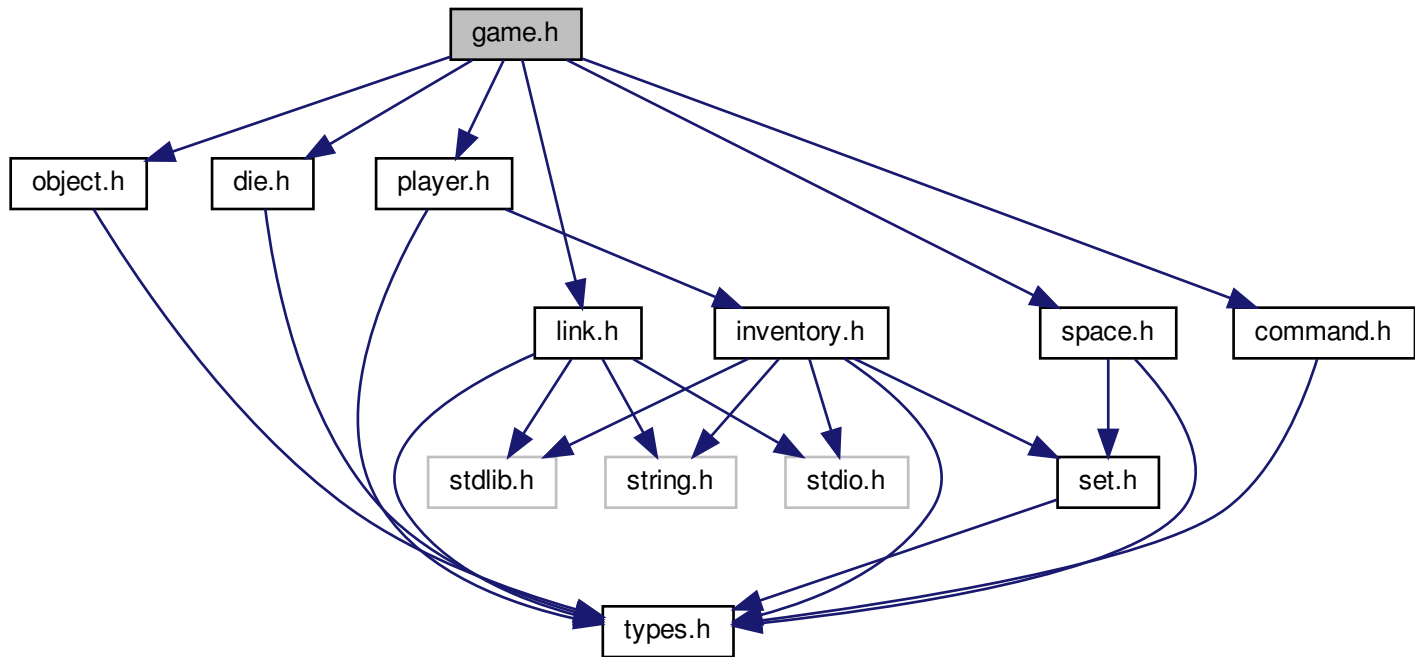 game.h
object.h
die.h
player.h
link.h
inventory.h
space.h
command.h
stdlib.h
string.h
stdio.h
set.h
types.h